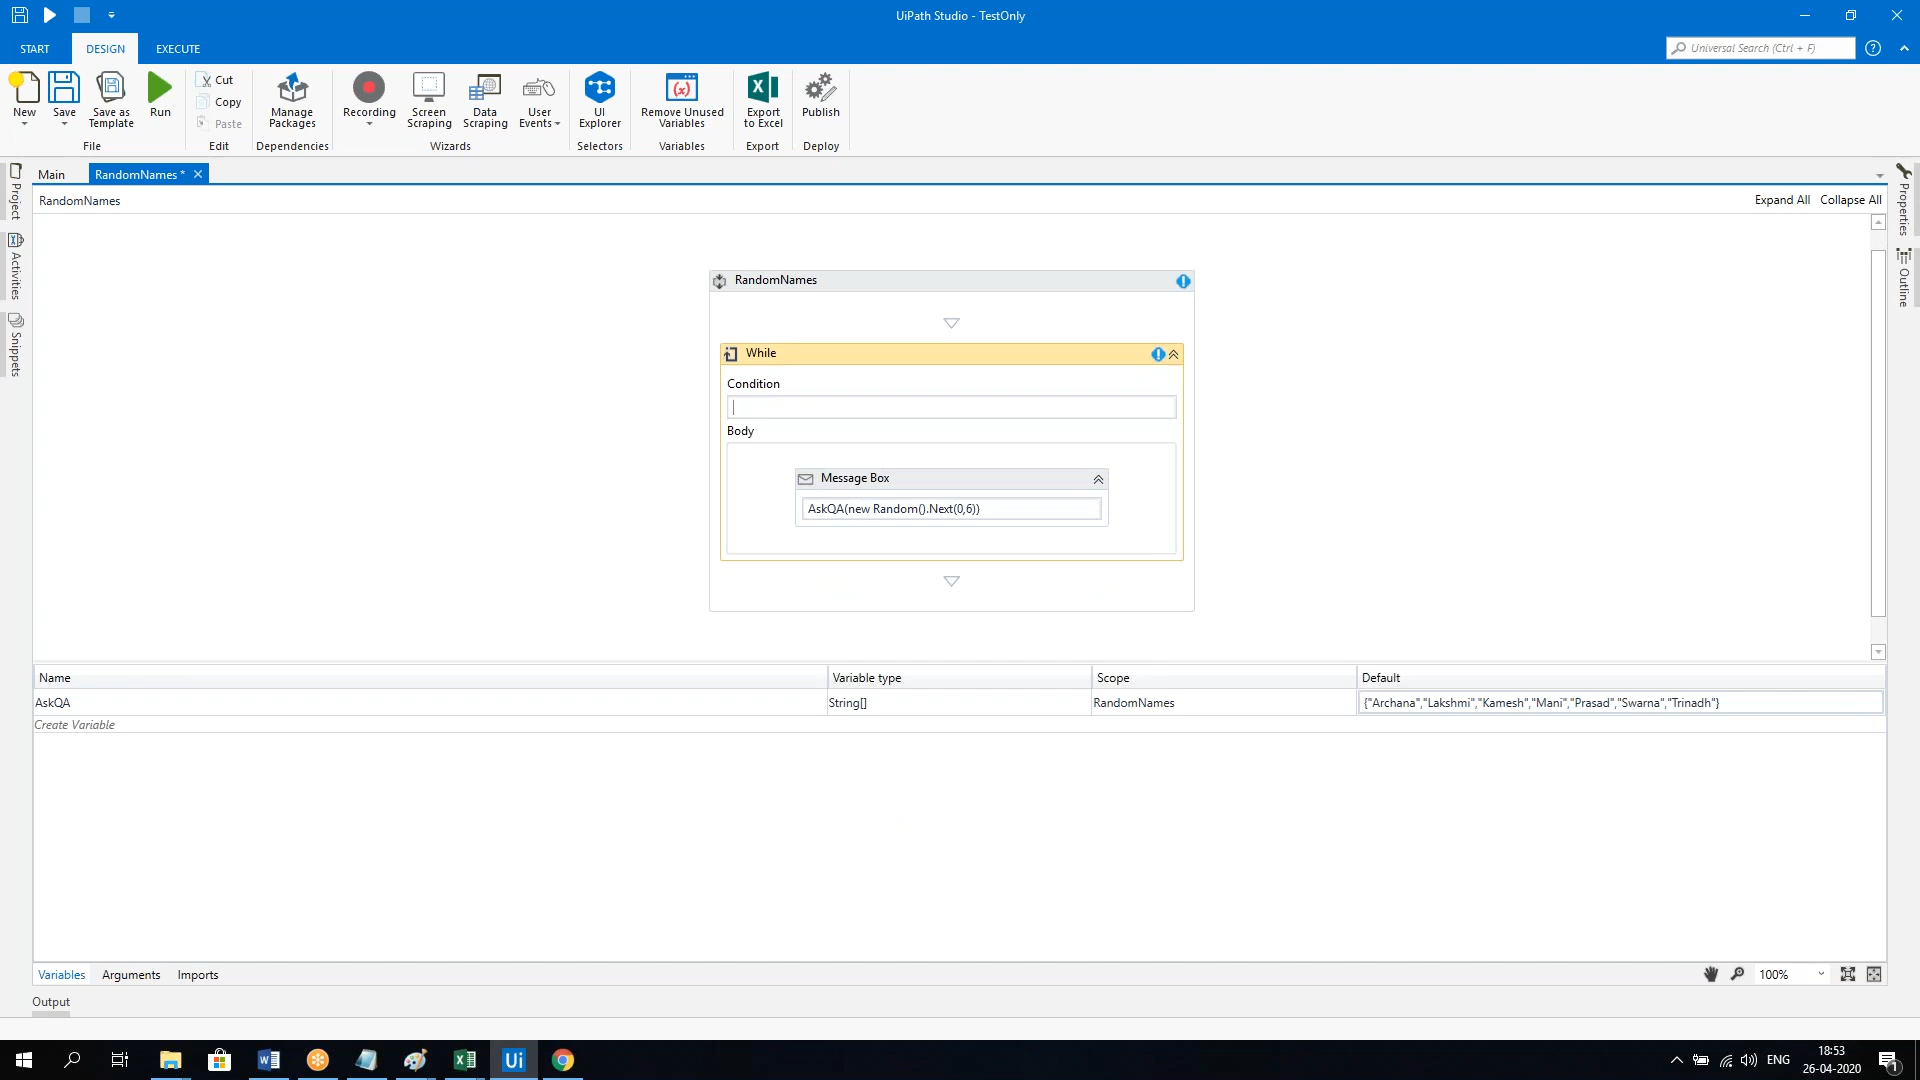 UiPath Studio - TestOnly
START
DESIGN
EXECUTE
Universal Search (Ctrl + F)
New
Save
Save as Template
Run
Cut
Copy
Paste
Manage Packages
Recording
Screen Scraping
Data Scraping
User Events
UI Explorer
Remove Unused Variables
Export to Excel
Publish
File
Edit
Dependencies
Wizards
Selectors
Variables
Export
Deploy
Main
RandomNames *
RandomNames
Expand All
Collapse All
Project
Activities
Snippets
Properties
Outline
RandomNames
While
Condition
Body
Message Box
AskQA(new Random().Next(0,6))
Name
Variable type
Scope
Default
AskQA
String[]
RandomNames
{"Archana","Lakshmi","Kamesh","Mani","Prasad","Swarna","Trinadh"}
Create Variable
Variables
Arguments
Imports
100%
Output
Ui
ENG
18:53
26-04-2020
1